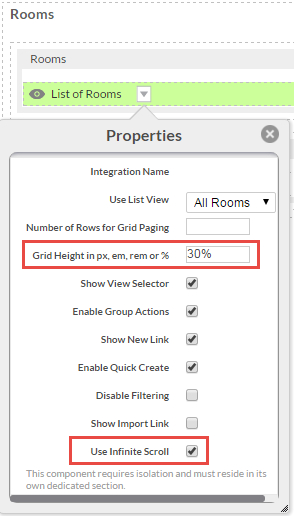 Rooms
Rooms
List of Rooms
Properties
Integration Name
Use List View All Rooms
Number of Rows for Grid Paging
Grid Height in px, em, rem or % 30%
Show View Selector
Enable Group Actions
Show New Link
Enable Quick Create
Disable Filtering
Show Import Link
Use Infinite Scroll
This component requires isolation and must reside in its
own dedicated section.